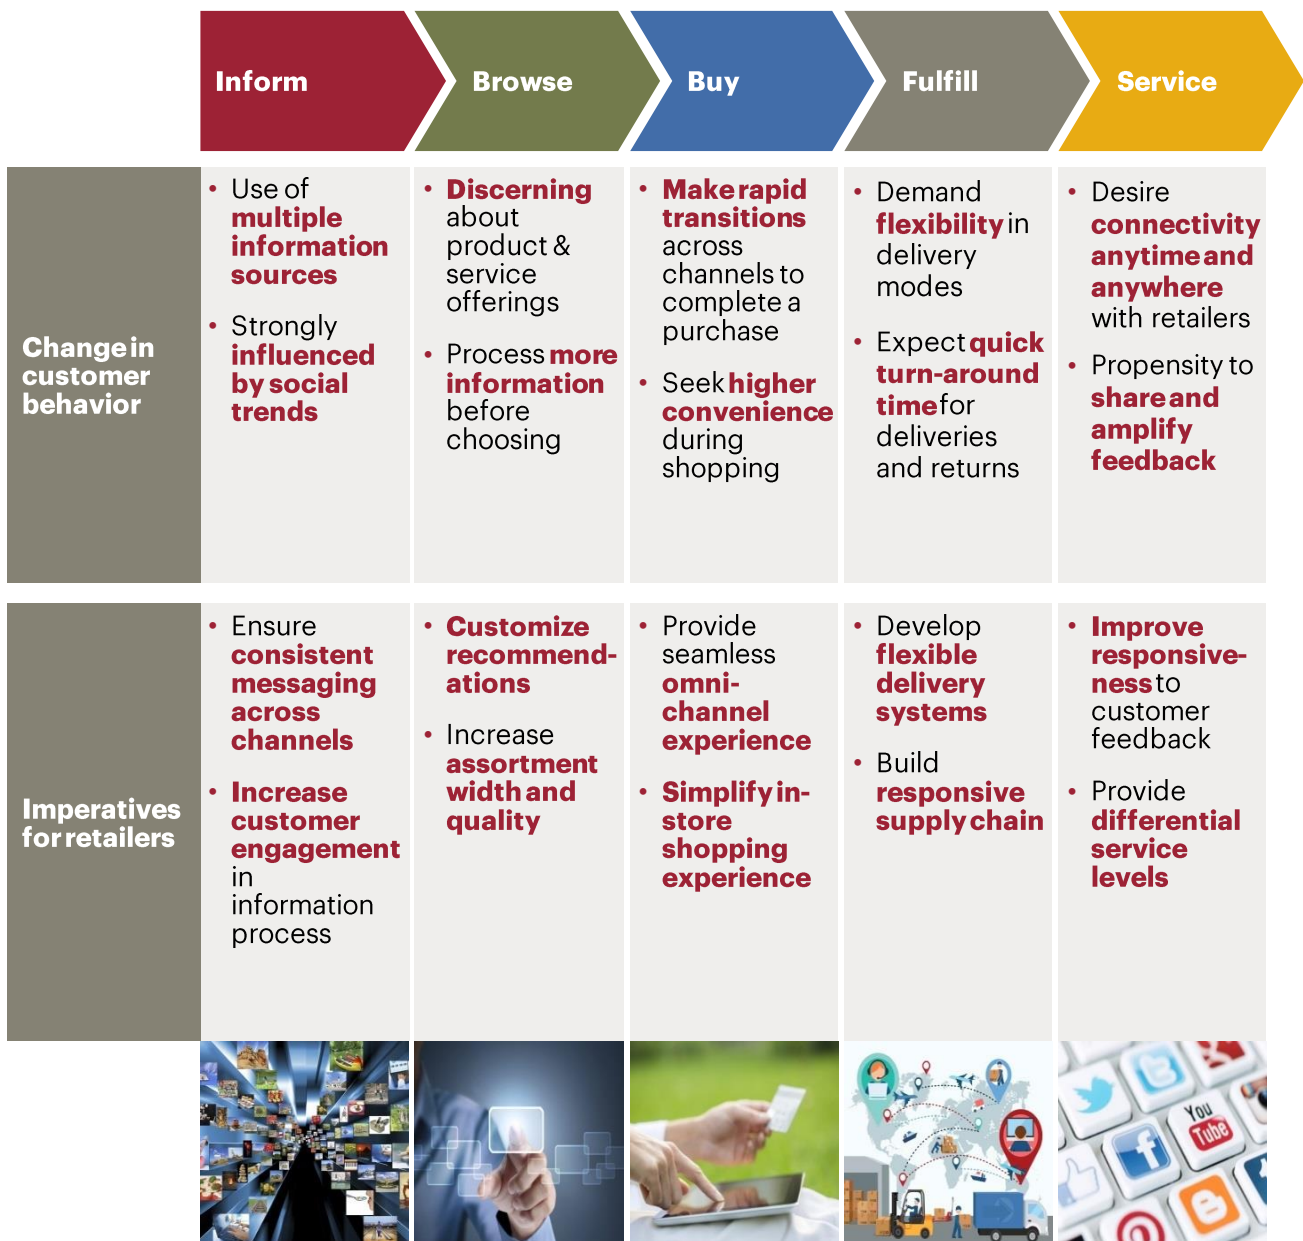 Inform
Browse
Buy
Fulfill
Service
Change in
customer
behavior
• Use of
multiple
information
sources
• Strongly
influenced
by social
trends
• Discerning
about
product &
service
offerings
• Process more
information
before
choosing
• Make rapid
transitions
across
channels to
complete a
purchase
• Seek higher
convenience
during
shopping
• Demand
flexibility in
delivery
modes
• Expect quick
turn-around
time for
deliveries
and returns
• Desire
connectivity
anytime and
anywhere
with retailers
• Propensity to
share and
amplify
feedback
Imperatives
for retailers
• Ensure
consistent
messaging
across
channels
• Increase
customer
engagement
in
information
process
• Customize
recommend-
ations
• Increase
assortment
width and
quality
• Provide
seamless
omni-
channel
experience
• Simplify in-
store
shopping
experience
• Develop
flexible
delivery
systems
• Build
responsive
supply chain
• Improve
responsive-
ness to
customer
feedback
• Provide
differential
service
levels
You
Tube